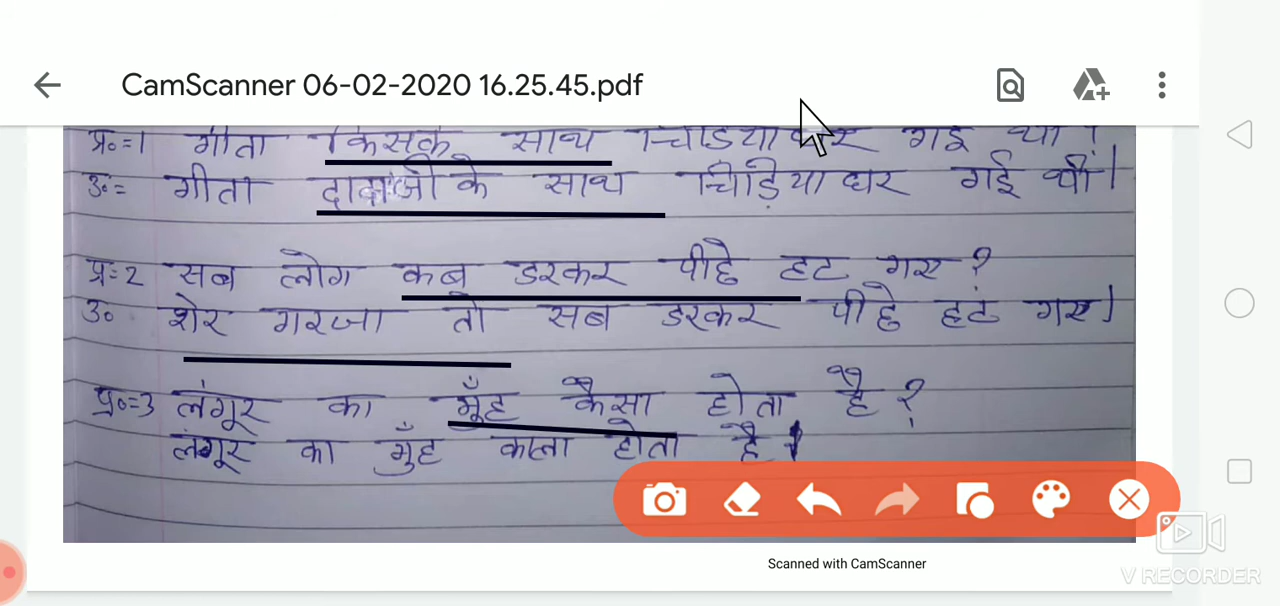 CamScanner 06-02-2020 16.25.45.pdf
प्र०=1 गीता किसके साथ चिड़ियाघर गई थी?
उ०= गीता दादाजी के साथ चिड़ियाघर गई थी।
प्र=2 सब लोग कब डरकर पीछे हट गए?
उ० शेर गरजा तो सब डरकर पीछे हट गए।
प्र०=3 लंगूर का मुँह कैसा होता है?
लंगूर का मुँह काला होता है।
Scanned with CamScanner
V RECORDER